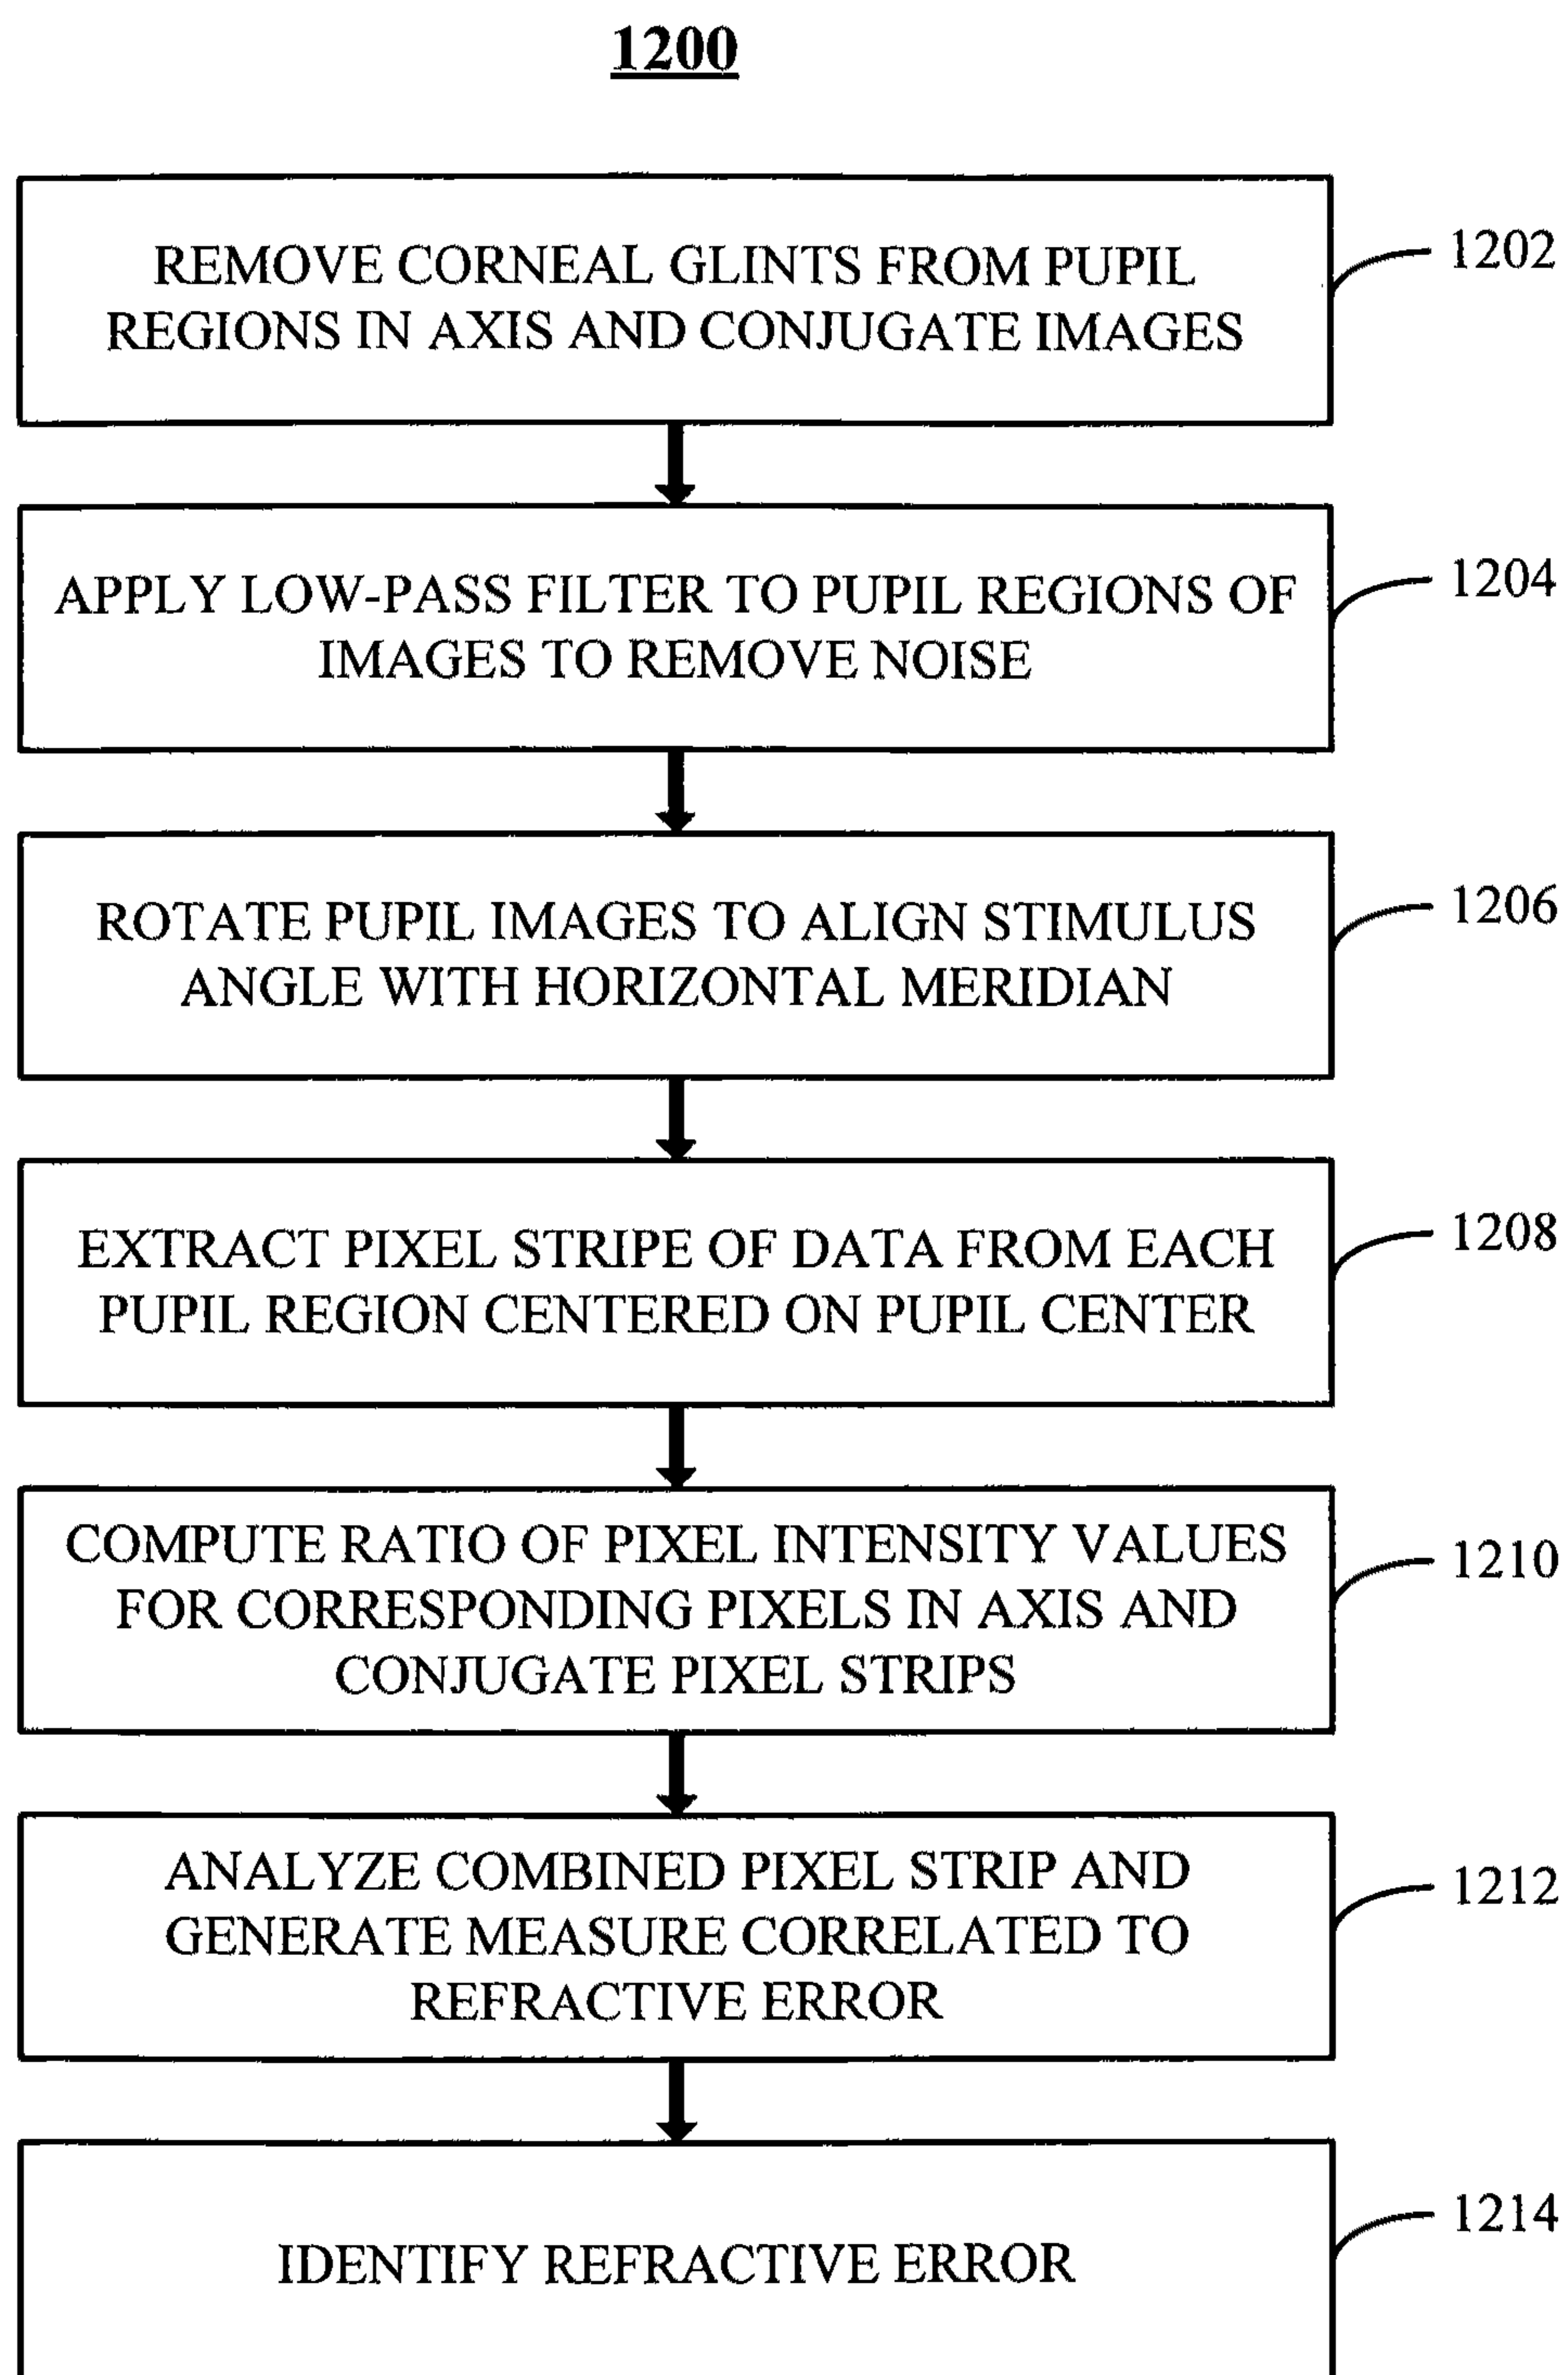 1200
REMOVE CORNEAL GLINTS FROM PUPIL
REGIONS IN AXIS AND CONJUGATE IMAGES
1202
APPLY LOW-PASS FILTER TO PUPIL REGIONS OF
IMAGES TO REMOVE NOISE
1204
ROTATE PUPIL IMAGES TO ALIGN STIMULUS
ANGLE WITH HORIZONTAL MERIDIAN
1206
EXTRACT PIXEL STRIPE OF DATA FROM EACH
PUPIL REGION CENTERED ON PUPIL CENTER
1208
COMPUTE RATIO OF PIXEL INTENSITY VALUES
FOR CORRESPONDING PIXELS IN AXIS AND
CONJUGATE PIXEL STRIPS
1210
ANALYZE COMBINED PIXEL STRIP AND
GENERATE MEASURE CORRELATED TO
REFRACTIVE ERROR
1212
IDENTIFY REFRACTIVE ERROR
1214